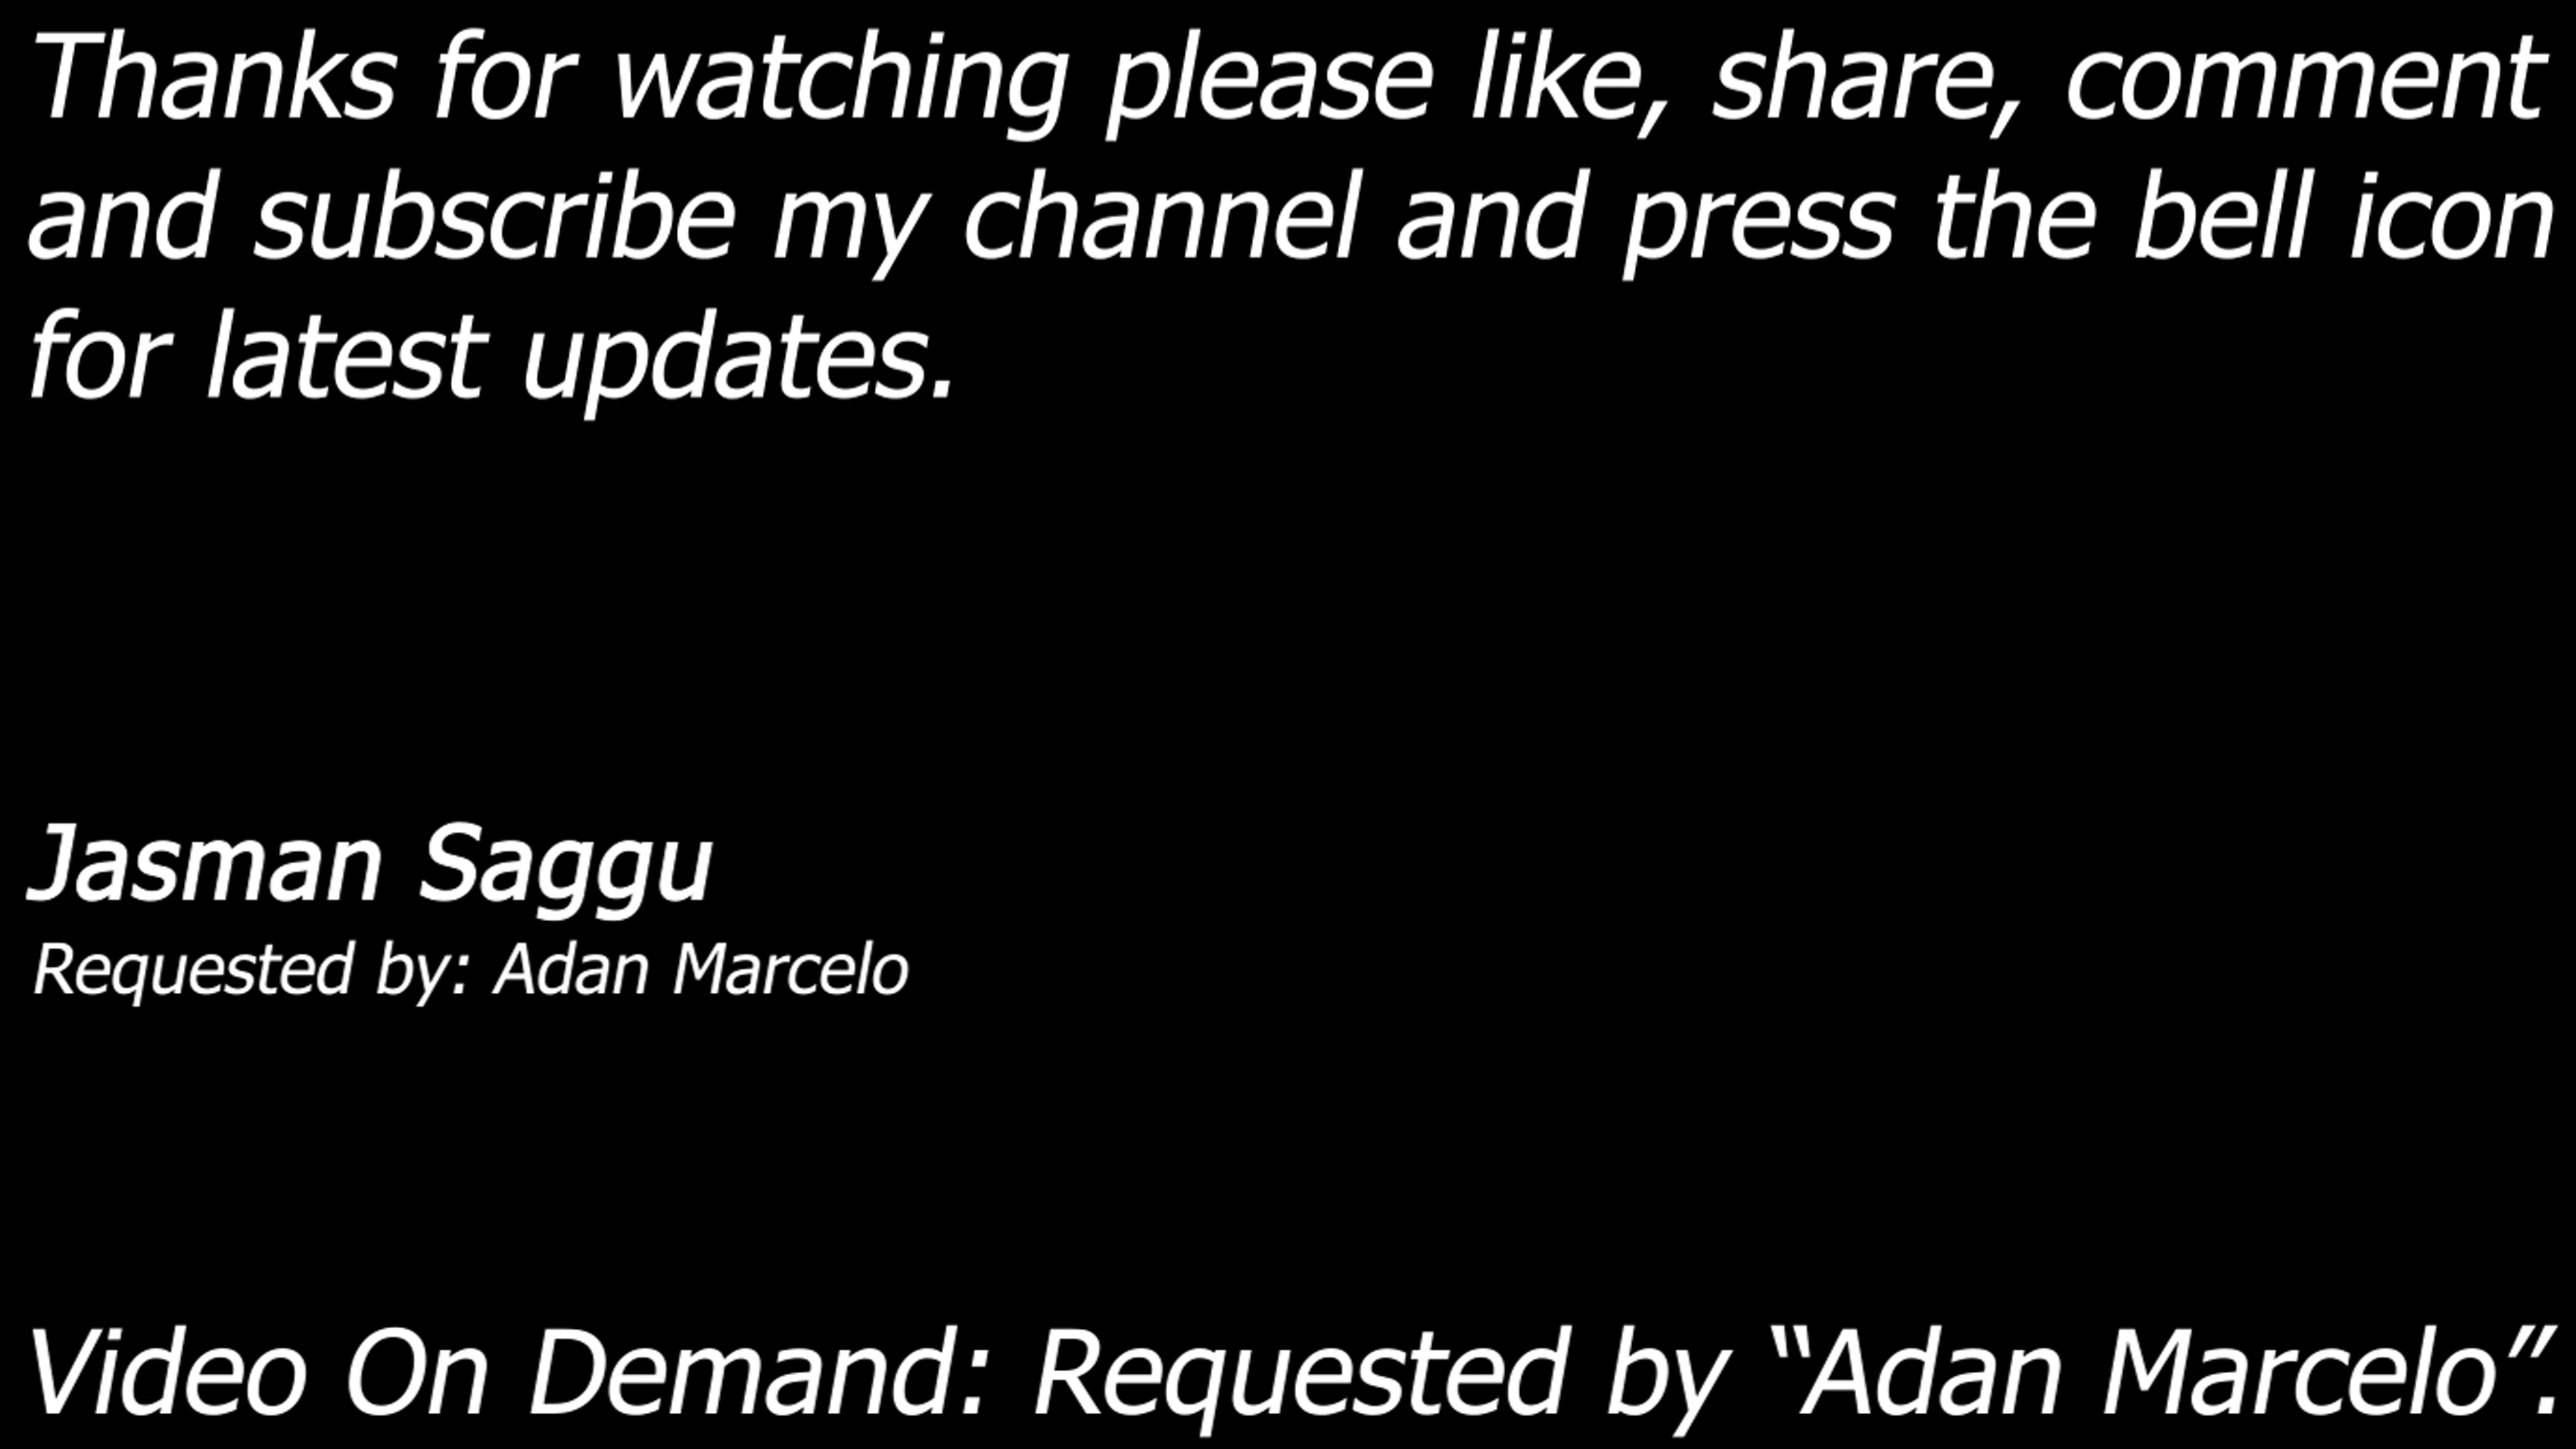 Thanks for watching please like, share, comment
and subscribe my channel and press the bell icon
for latest updates.
Jasman Saggu
Requested by: Adan Marcelo
Video On Demand: Requested by “Adan Marcelo”.